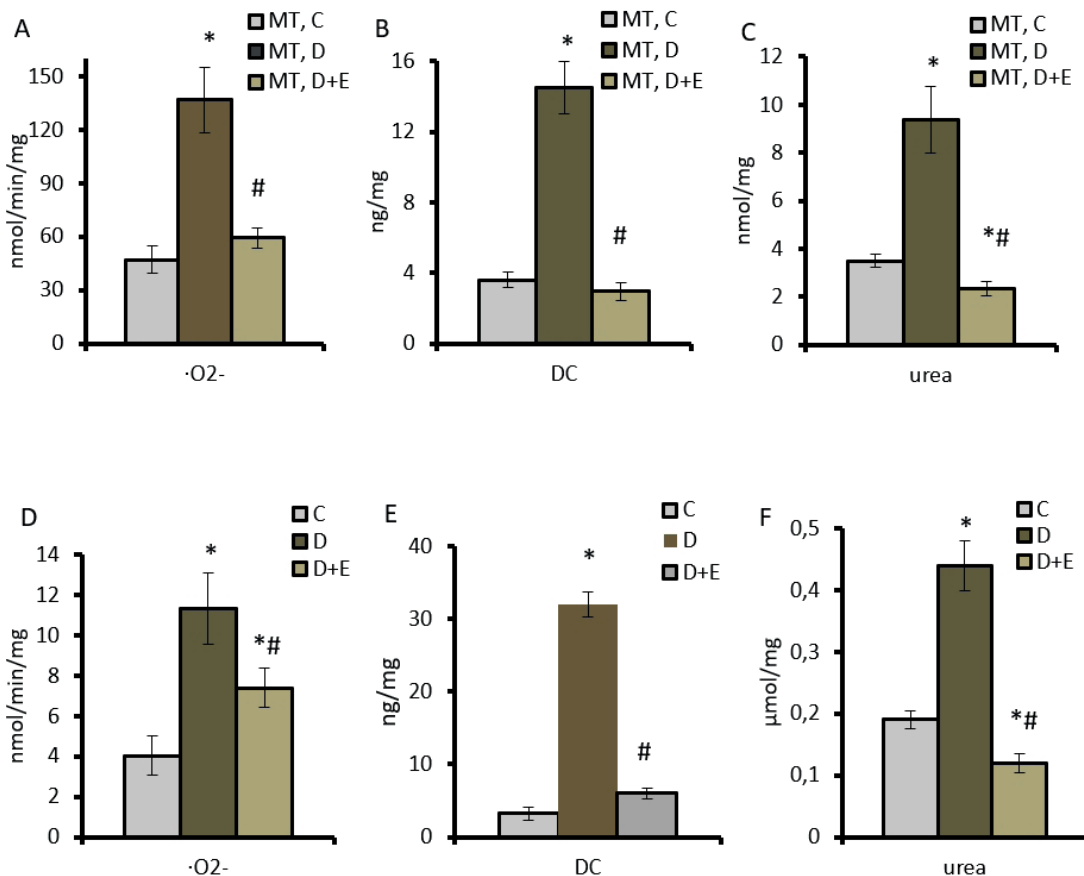 A
MT, C
MT, D
MT, D+E
*
#
nmol/min/mg
150
120
90
60
30
0
·O2-
B
MT, C
MT, D
MT, D+E
*
#
ng/mg
16
12
8
4
0
DC
C
MT, C
MT, D
MT, D+E
*
*#
nmol/mg
12
10
8
6
4
2
0
urea
D
C
D
D+E
*
*#
nmol/min/mg
14
12
10
8
6
4
2
0
·O2-
E
C
D
D+E
*
#
ng/mg
40
30
20
10
0
DC
F
C
D
D+E
*
*#
µmol/mg
0,5
0,4
0,3
0,2
0,1
0
urea